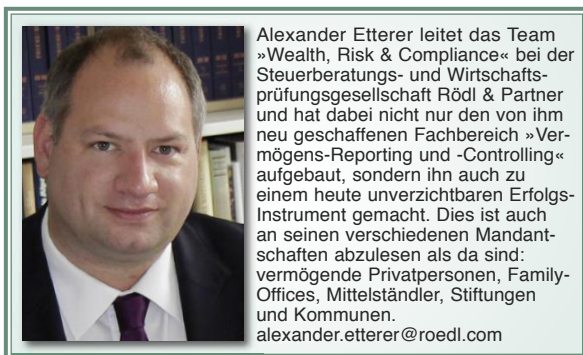 Alexander Etterer leitet das Team
»Wealth, Risk & Compliance« bei der
Steuerberatungs- und Wirtschafts-
prüfungsgesellschaft Rödl & Partner
und hat dabei nicht nur den von ihm
neu geschaffenen Fachbereich »Ver-
mögens-Reporting und -Controlling«
aufgebaut, sondern ihn auch zu
einem heute unverzichtbaren Erfolgs-
Instrument gemacht. Dies ist auch
an seinen verschiedenen Mandant-
schaften abzulesen als da sind:
vermögende Privatpersonen, Family-
Offices, Mittelständler, Stiftungen
und Kommunen.
alexander.etterer@roedl.com